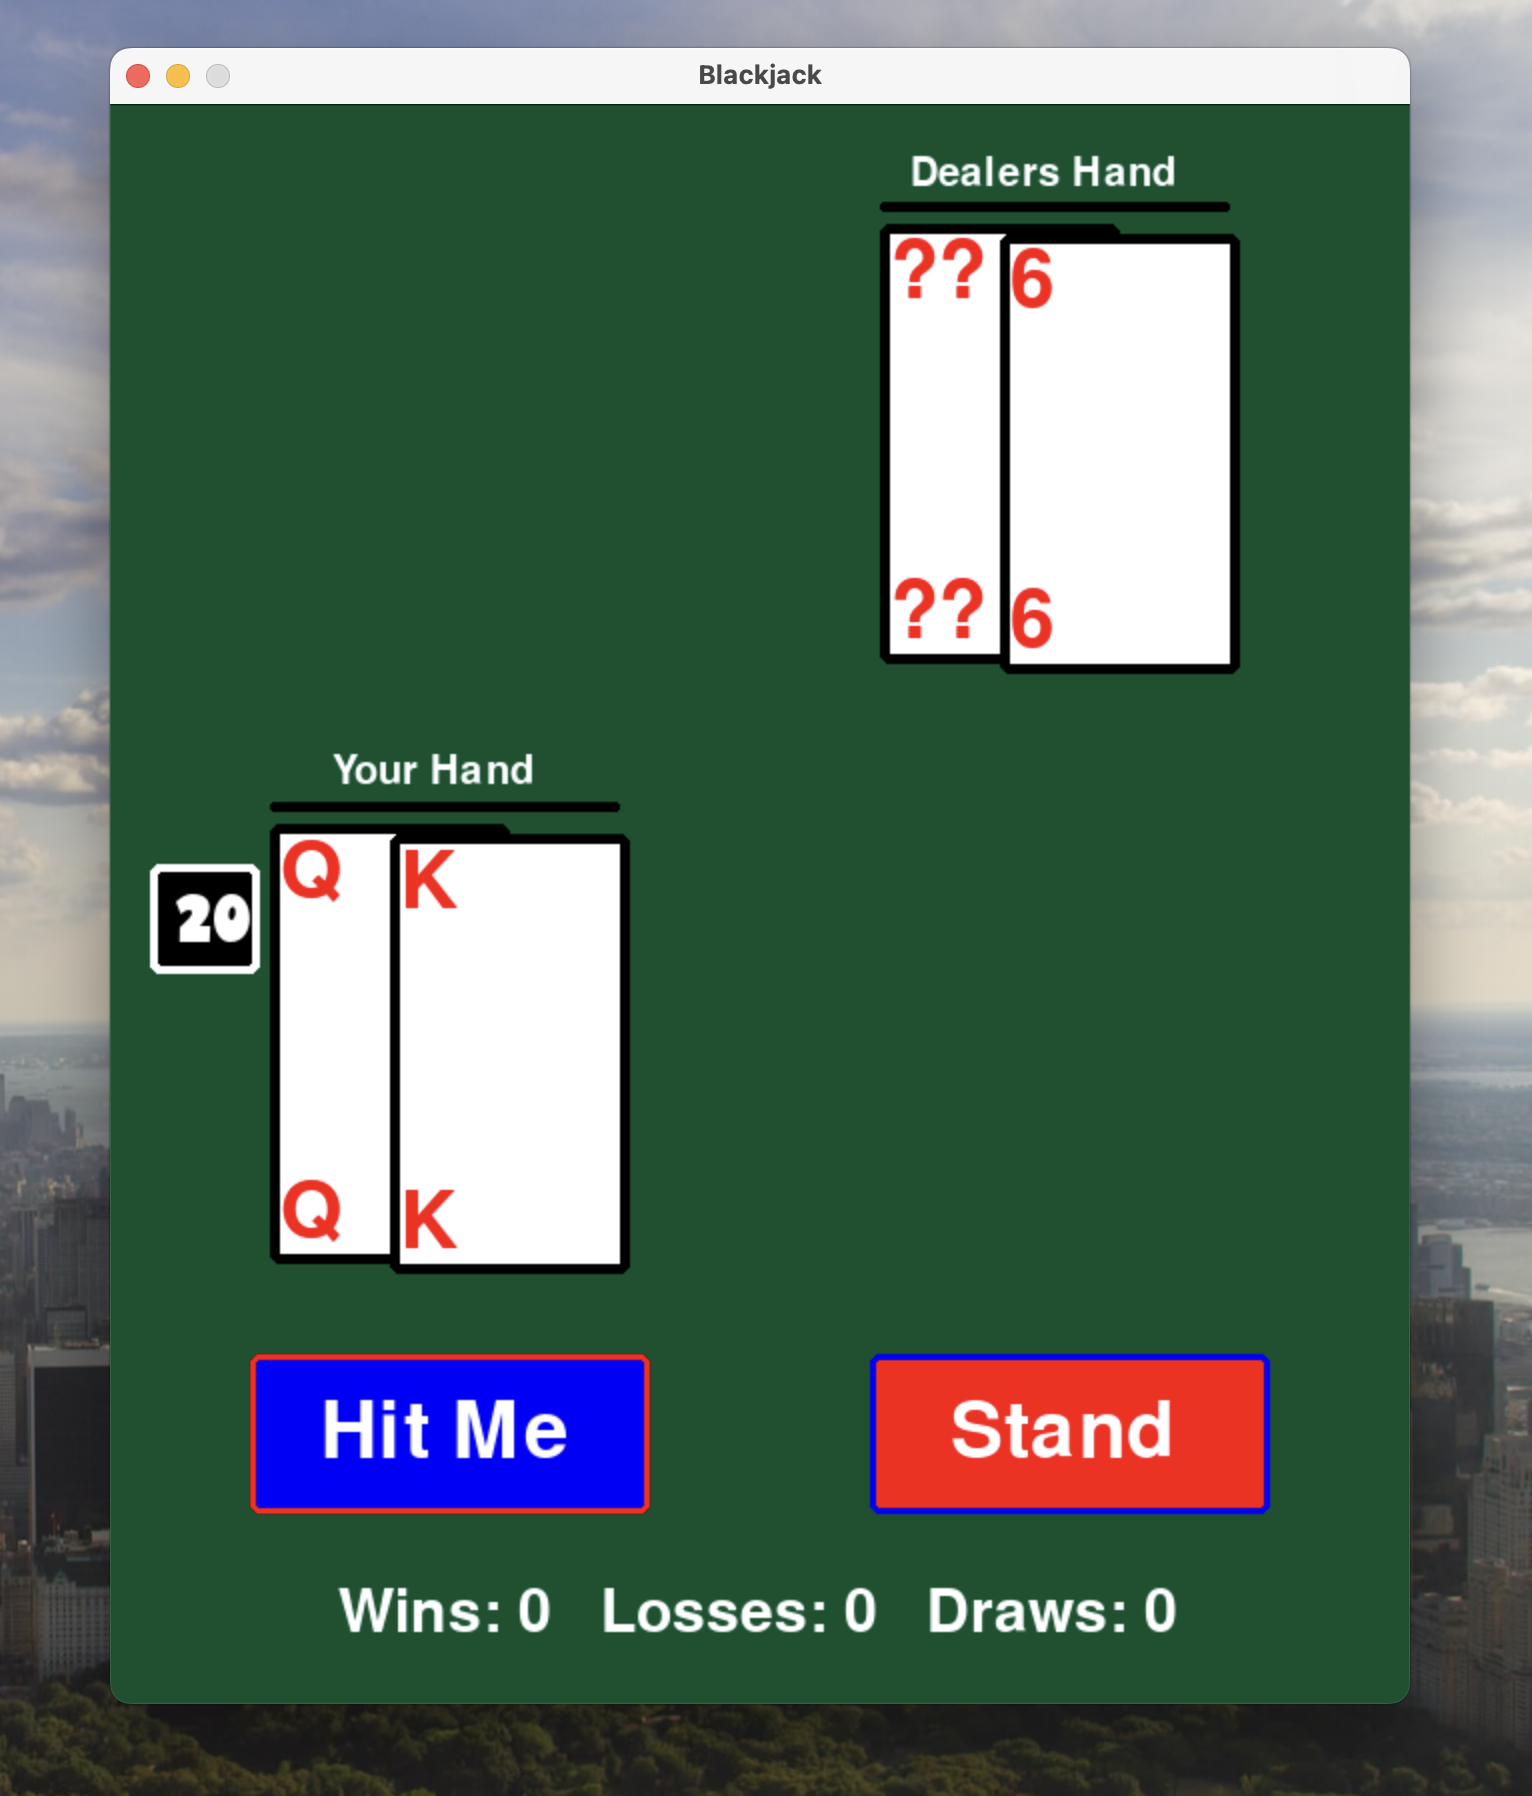 Blackjack
Dealers Hand
?? 6
?? 6
Your Hand
Q K
20
Q K
Hit Me Stand
Wins: 0 Losses: 0 Draws: 0